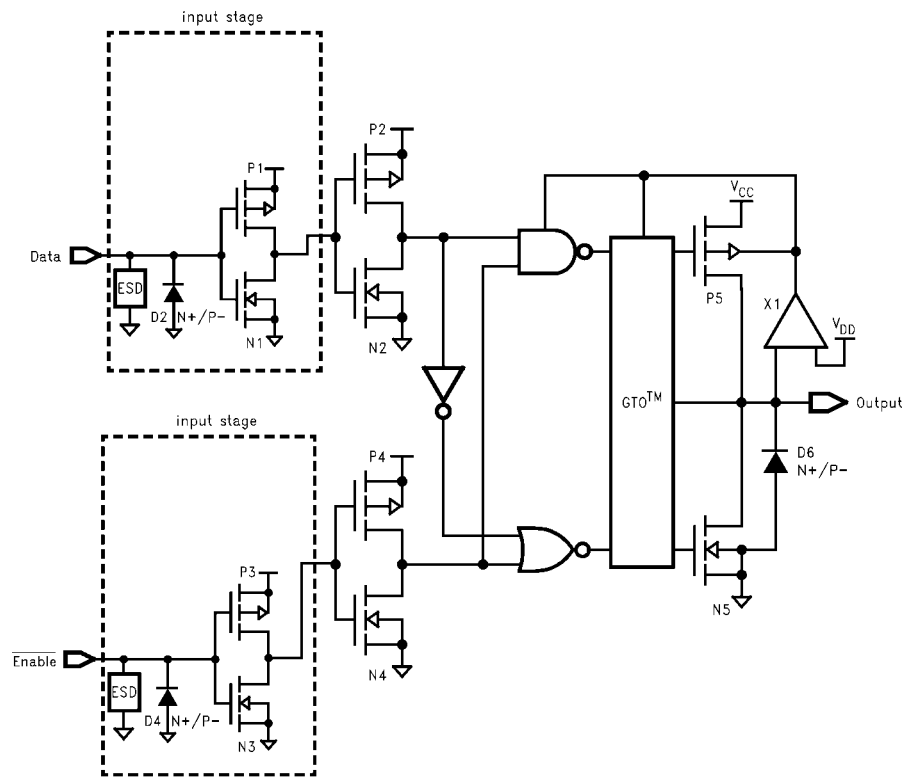 input stage
P2
P1
V_CC
Data
ESD
D2 N+/P-
P5
X1
V_DD
N1
N2
GTO™
Output
input stage
P4
D6
N+/P-
P3
N5
Enable
ESD
D4 N+/P-
N4
N3